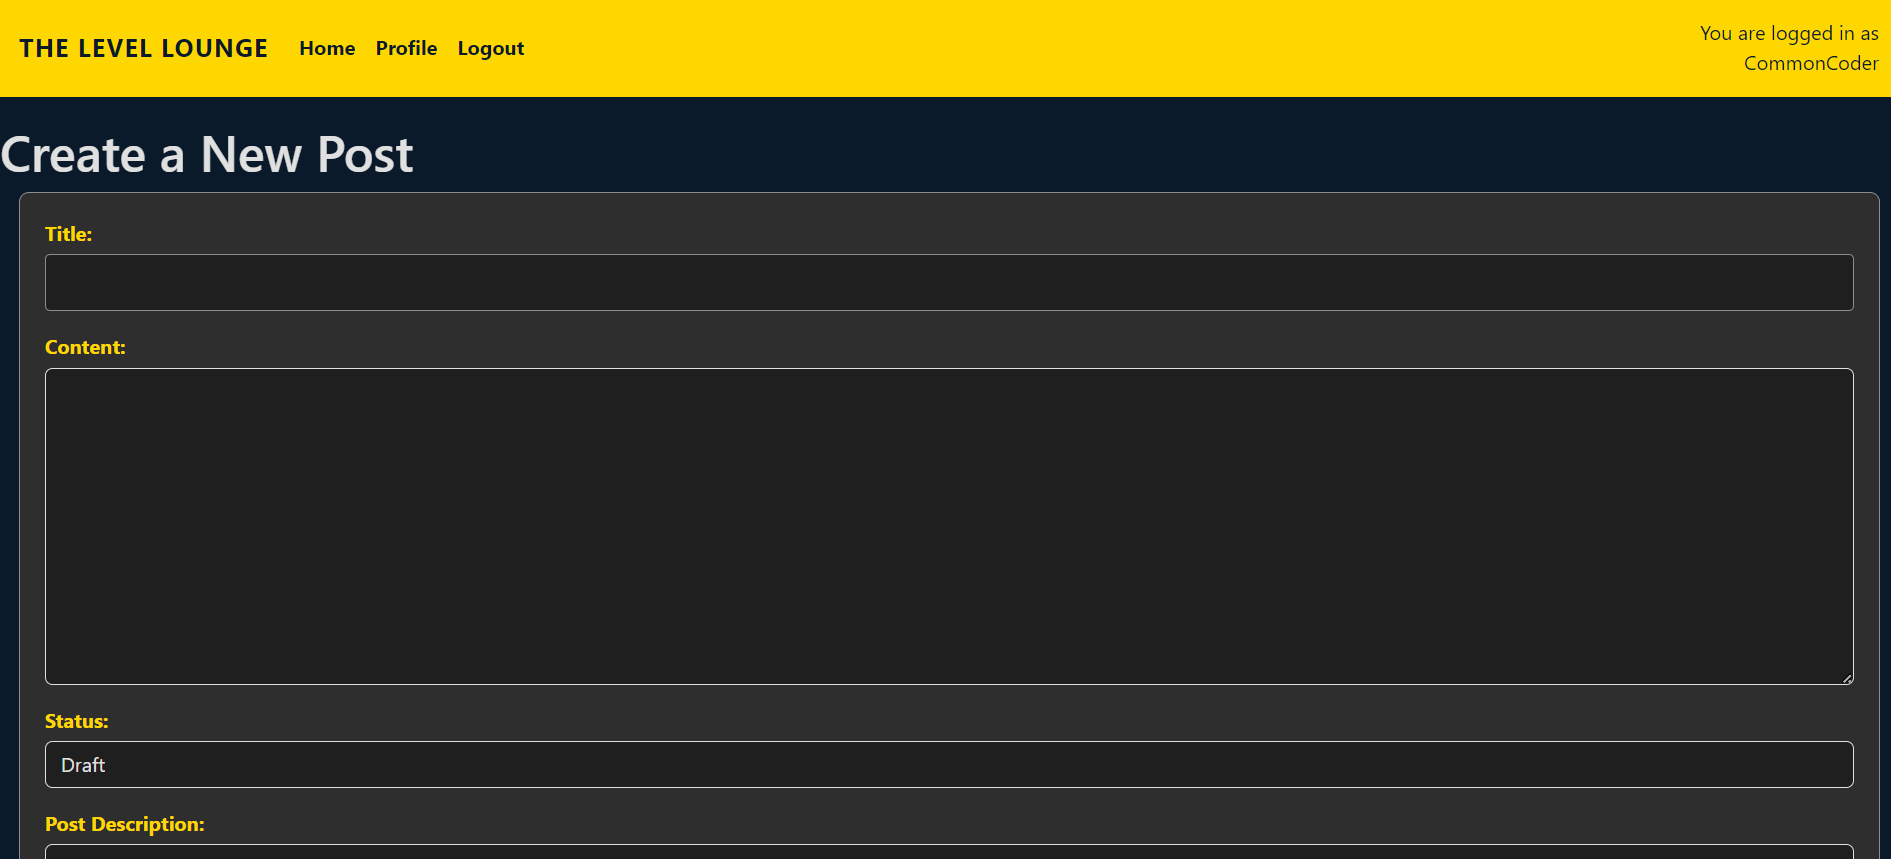 THE LEVEL LOUNGE Home Profile Logout
You are logged in as
CommonCoder
Create a New Post
Title:
Content:
Status:
Draft
Post Description: